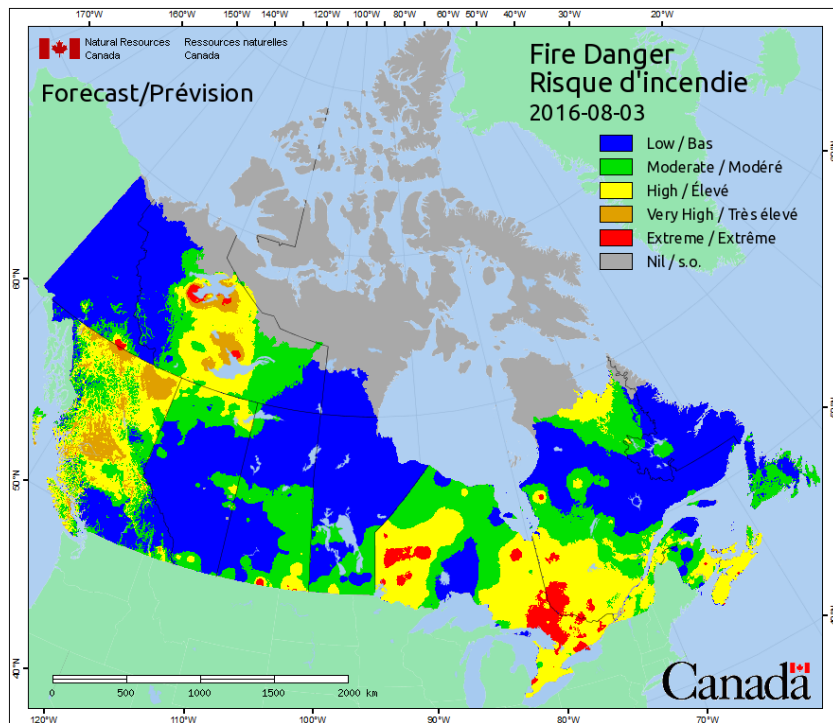 170°W 160°W 150°W 140°W 130°W 120°W 110°W 100°W 90°W 80°W 70°W 60°W 50°W 40°W 30°W 20°W
Natural Resources Ressources naturelles
Canada Canada
Fire Danger
Risque d'incendie
2016-08-03
Forecast/Prévision
Low / Bas
Moderate / Modéré
High / Élevé
Very High / Très élevé
Extreme / Extrême
Nil / s.o.
60°N
50°N
40°N
0 500 1000 1500 2000 km
Canada
120°W 110°W 100°W 90°W 80°W 70°W